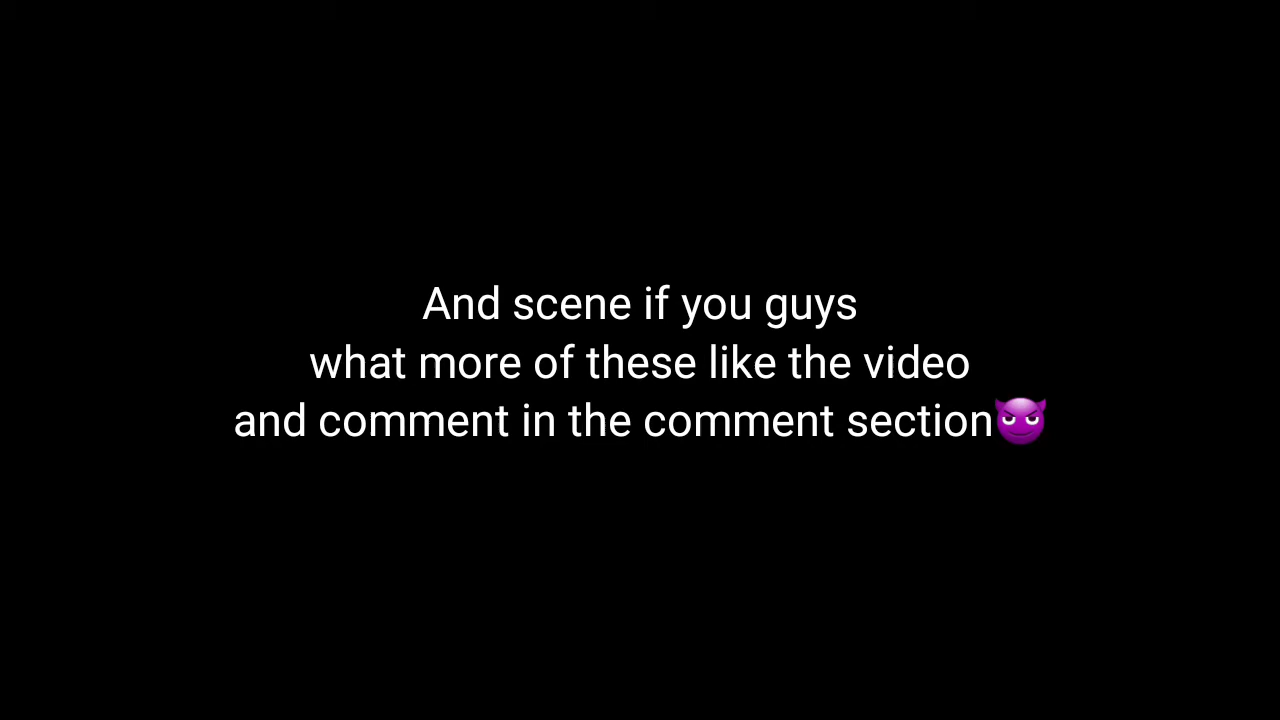 And scene if you guys
what more of these like the video
and comment in the comment section😈